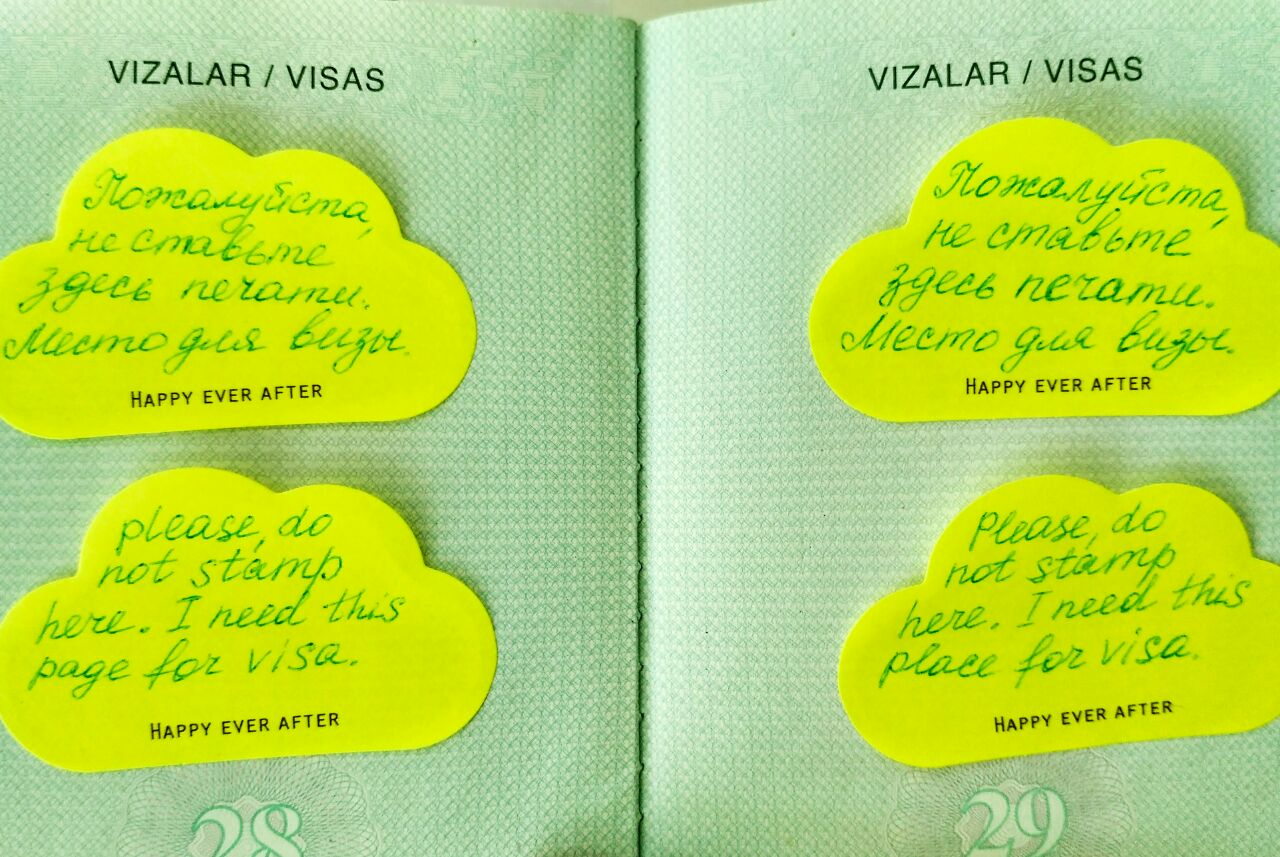 VIZALAR / VISAS
Пожалуйста,
не ставьте
здесь печати.
Место для визы.
HAPPY EVER AFTER
please, do
not stamp
here. I need this
page for visa.
HAPPY EVER AFTER
28
VIZALAR / VISAS
Пожалуйста,
не ставьте
здесь печати.
Место для визы.
HAPPY EVER AFTER
Please, do
not stamp
here. I need this
place for visa.
HAPPY EVER AFTER
29